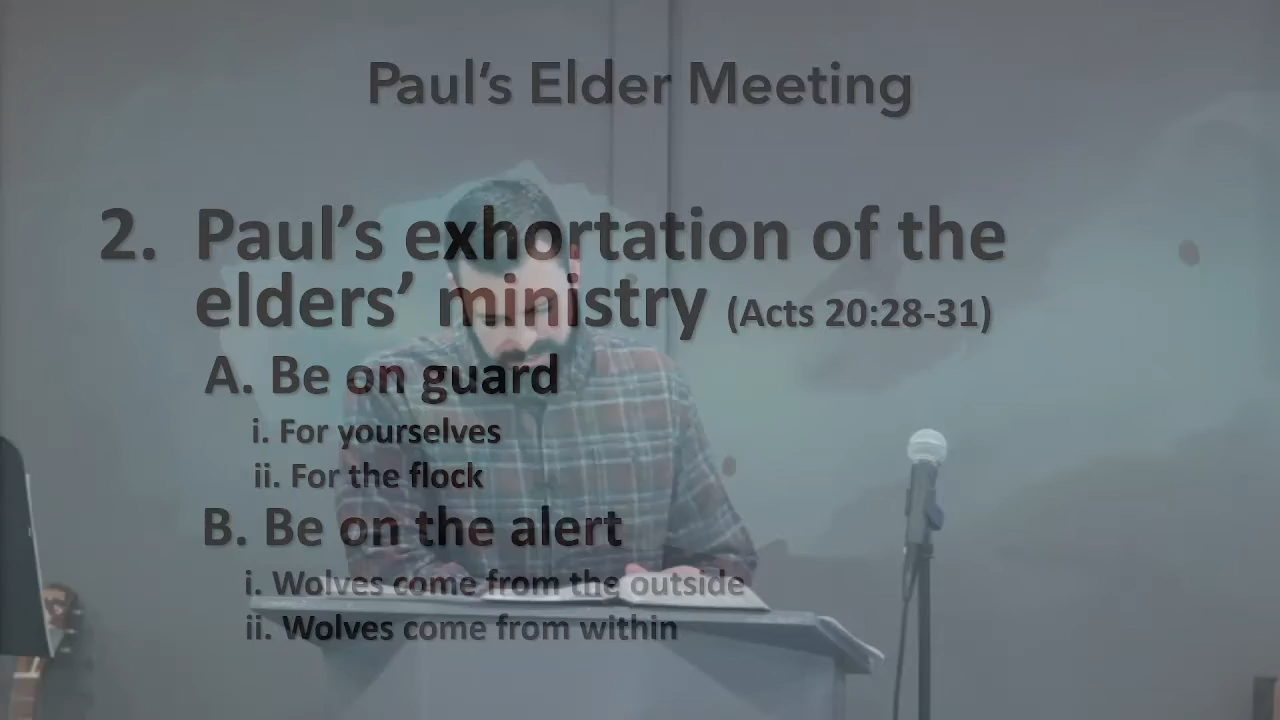 Paul’s Elder Meeting
2. Paul’s exhortation of the
elders’ ministry (Acts 20:28-31)
A. Be on guard
i. For yourselves
ii. For the flock
B. Be on the alert
i. Wolves come from the outside
ii. Wolves come from within